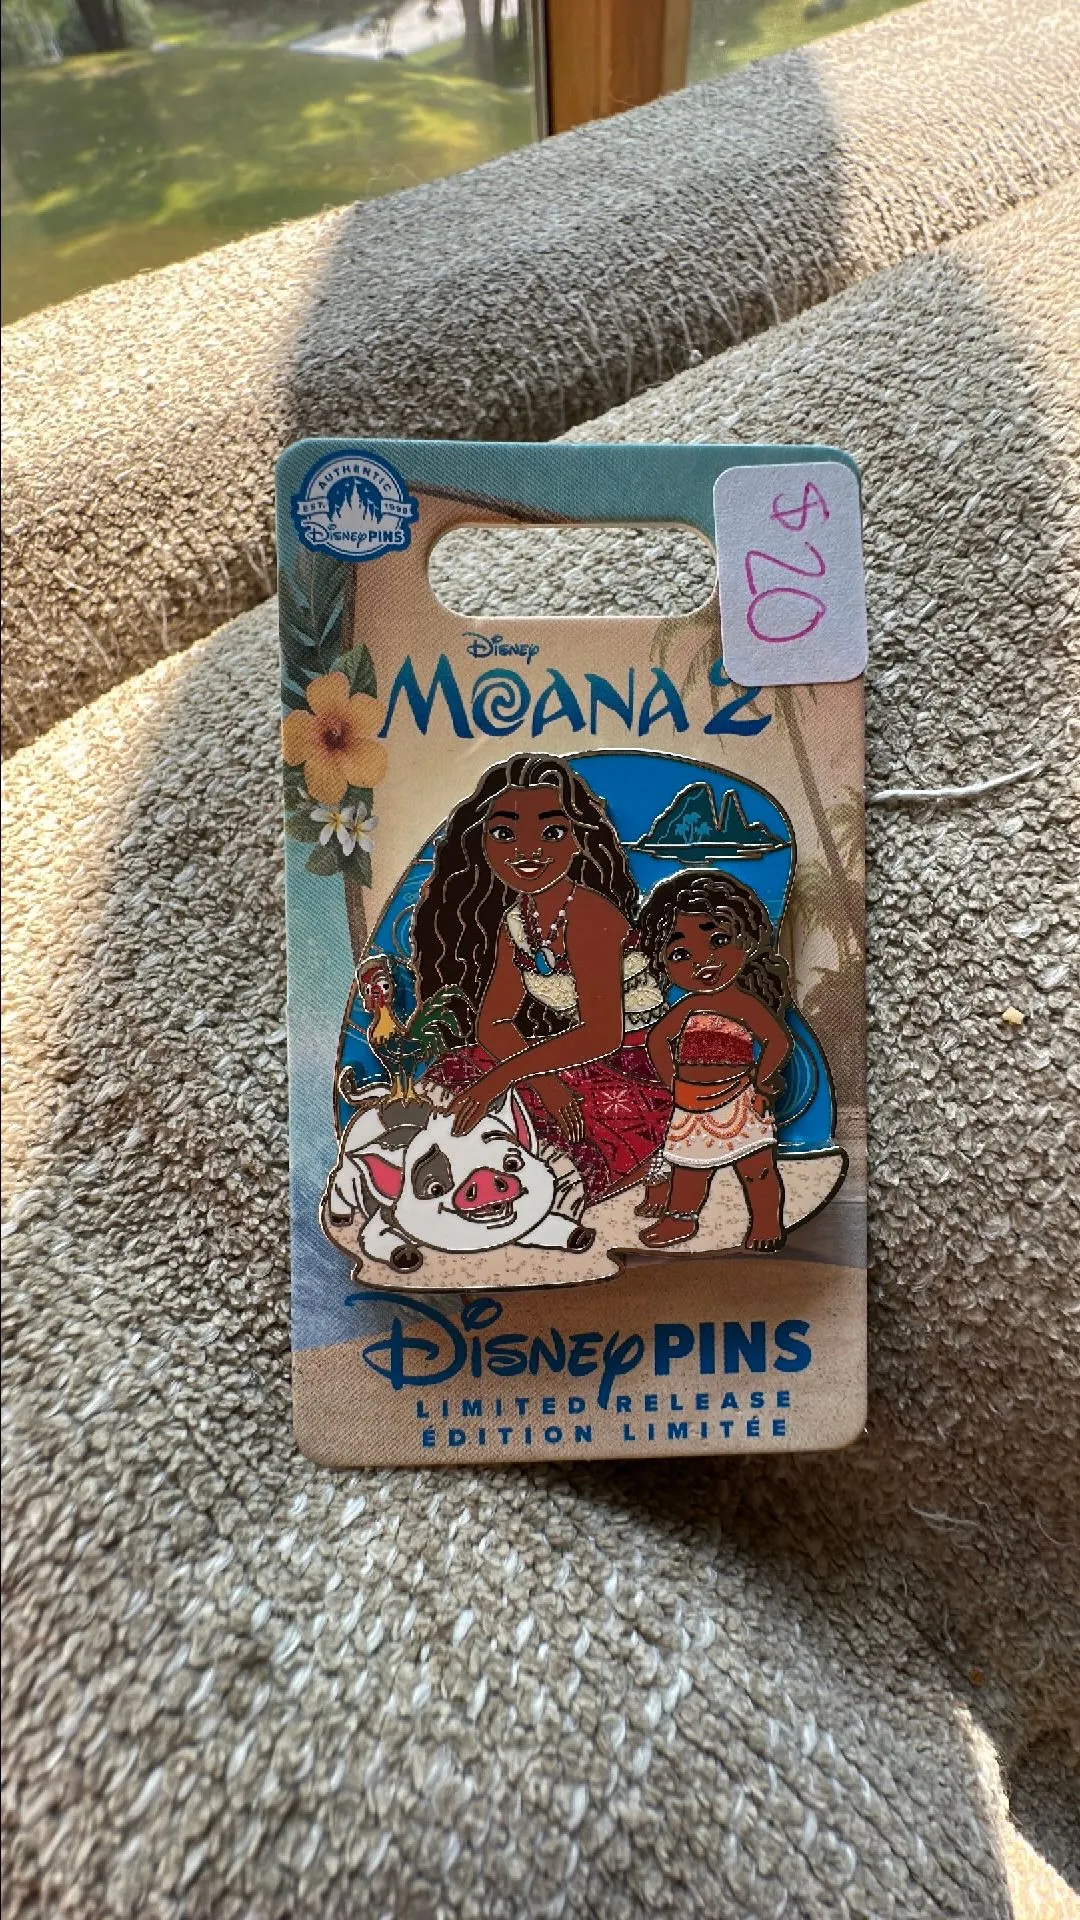 AUTHENTIC
EST. 1999
Disney PINS
$20
Disney
MOANA 2
Disney PINS
LIMITED RELEASE
ÉDITION LIMITÉE